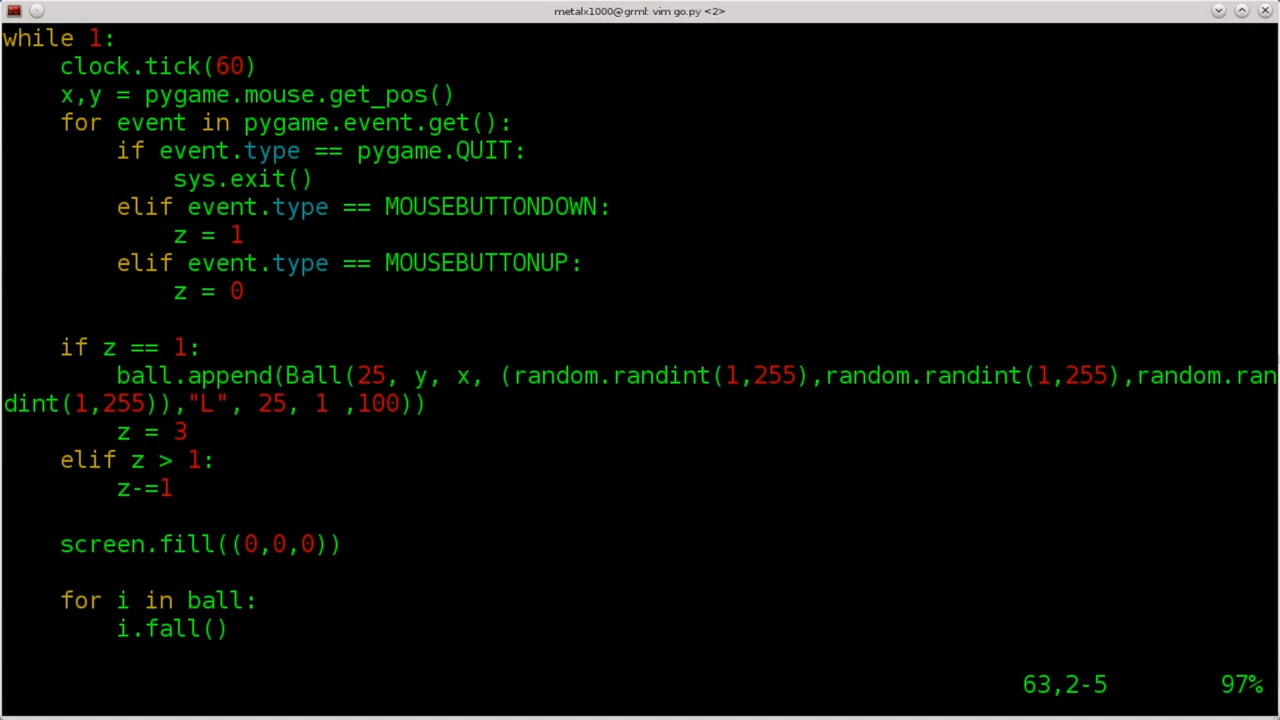 metalx1000@grml: vim go.py <2>
while 1:
    clock.tick(60)
    x,y = pygame.mouse.get_pos()
    for event in pygame.event.get():
        if event.type == pygame.QUIT:
            sys.exit()
        elif event.type == MOUSEBUTTONDOWN:
            z = 1
        elif event.type == MOUSEBUTTONUP:
            z = 0
    if z == 1:
        ball.append(Ball(25, y, x, (random.randint(1,255),random.randint(1,255),random.ran
dint(1,255)),"L", 25, 1 ,100))
        z = 3
    elif z > 1:
        z-=1
    screen.fill((0,0,0))
    for i in ball:
        i.fall()
63,2-5 97%